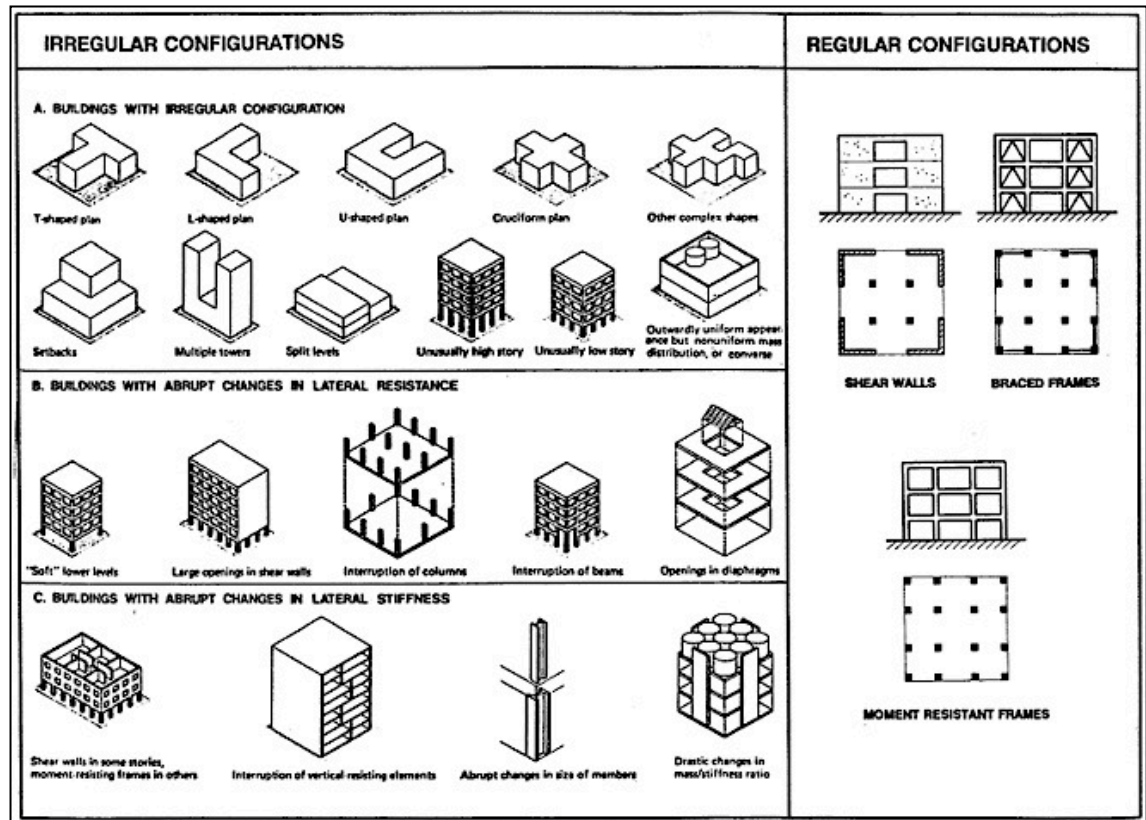 IRREGULAR CONFIGURATIONS
A. BUILDINGS WITH IRREGULAR CONFIGURATION
T-shaped plan
L-shaped plan
U-shaped plan
Cruciform plan
Other complex shapes
Setbacks
Multiple towers
Split levels
Unusually high story
Unusually low story
Outwardly uniform appear-
ance but nonuniform mass
distribution, or converse
B. BUILDINGS WITH ABRUPT CHANGES IN LATERAL RESISTANCE
"Soft" lower levels
Large openings in shear walls
Interruption of columns
Interruption of beams
Openings in diaphragms
C. BUILDINGS WITH ABRUPT CHANGES IN LATERAL STIFFNESS
Shear walls in some stories,
moment-resisting frames in others
Interruption of vertical-resisting elements
Abrupt changes in size of members
Drastic changes in
mass/stiffness ratio
REGULAR CONFIGURATIONS
SHEAR WALLS
BRACED FRAMES
MOMENT RESISTANT FRAMES